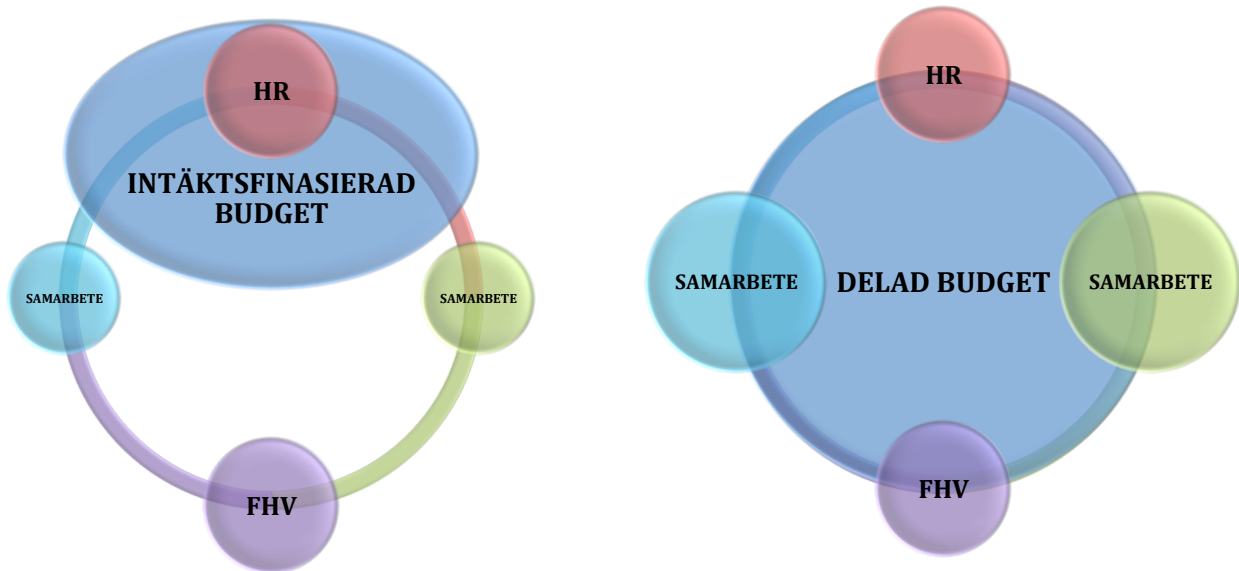 HR
INTÄKTSFINASIERAD
BUDGET
SAMARBETE
SAMARBETE
FHV
HR
SAMARBETE
DELAD BUDGET
SAMARBETE
FHV